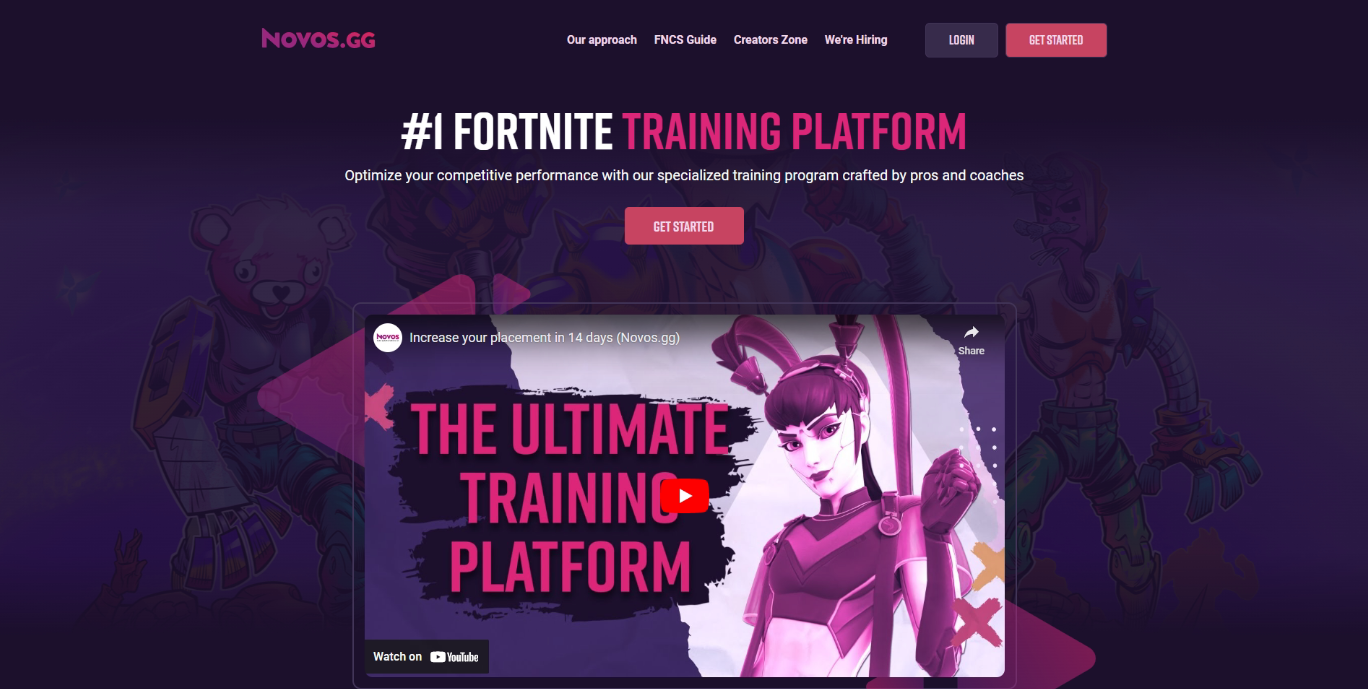 NOVOS.GG
Our approach FNCS Guide Creators Zone We're Hiring LOGIN GET STARTED
#1 FORTNITE TRAINING PLATFORM
Optimize your competitive performance with our specialized training program crafted by pros and coaches
GET STARTED
NOVOS Increase your placement in 14 days (Novos.gg)
Share
THE ULTIMATE
TRAINING
PLATFORM
Watch on YouTube